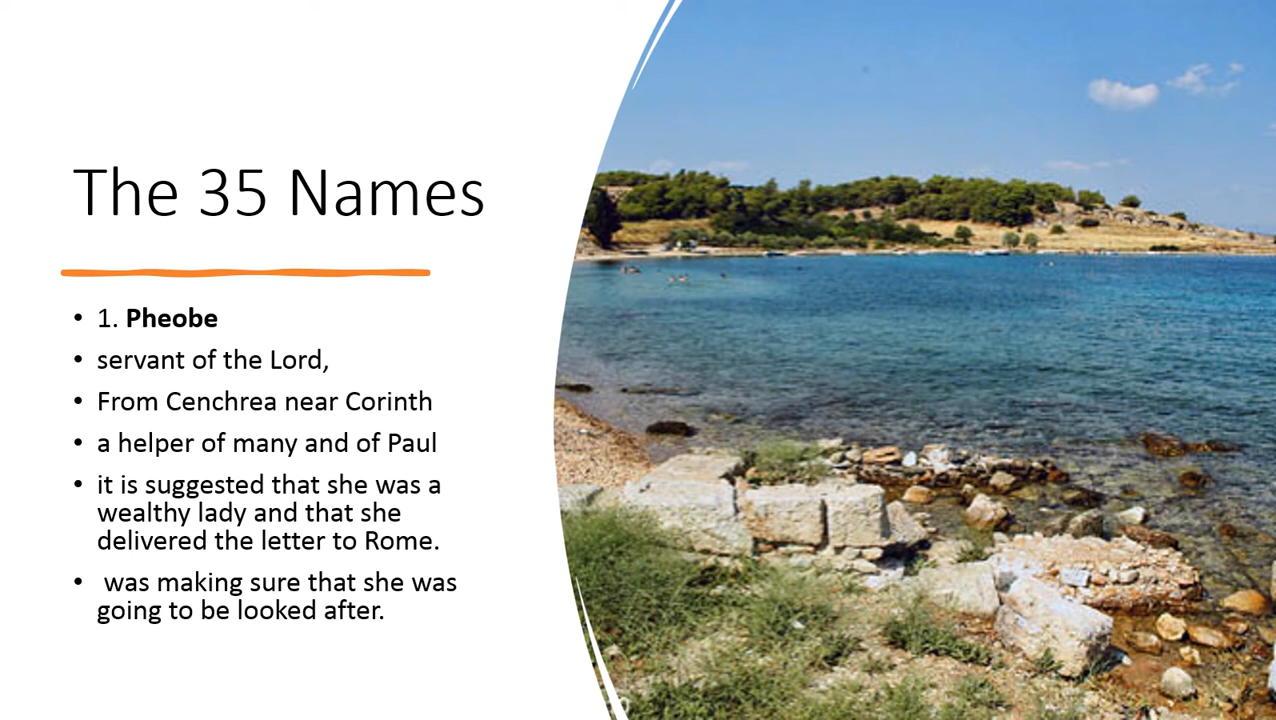 The 35 Names
• 1. Pheobe
• servant of the Lord,
• From Cenchrea near Corinth
• a helper of many and of Paul
• it is suggested that she was a
wealthy lady and that she
delivered the letter to Rome.
• was making sure that she was
going to be looked after.